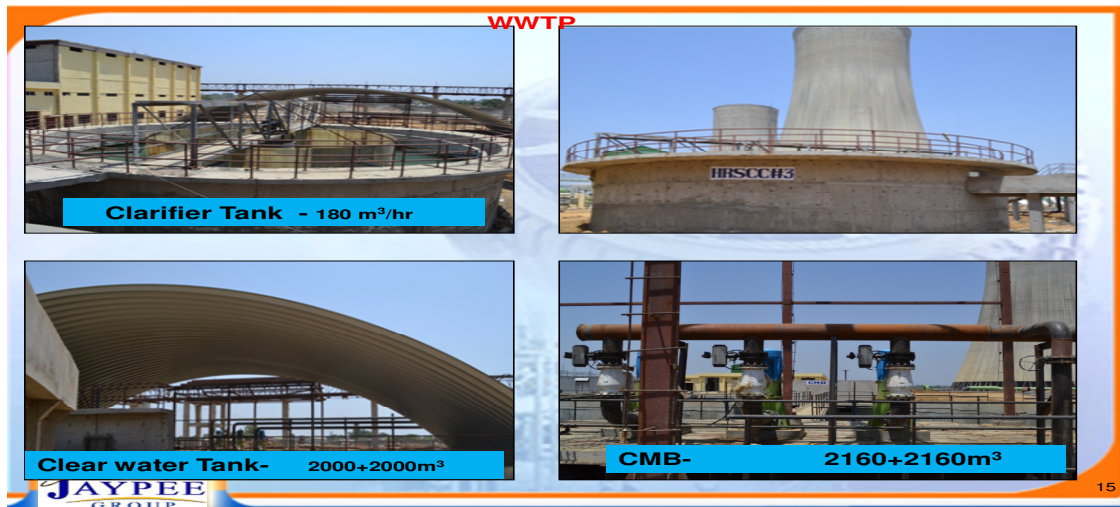 WWTP
Clarifier Tank - 180 m³/hr
HRSCC#3
Clear water Tank- 2000+2000m³
CMB
CMB- 2160+2160m³
JAYPEE
GROUP
15